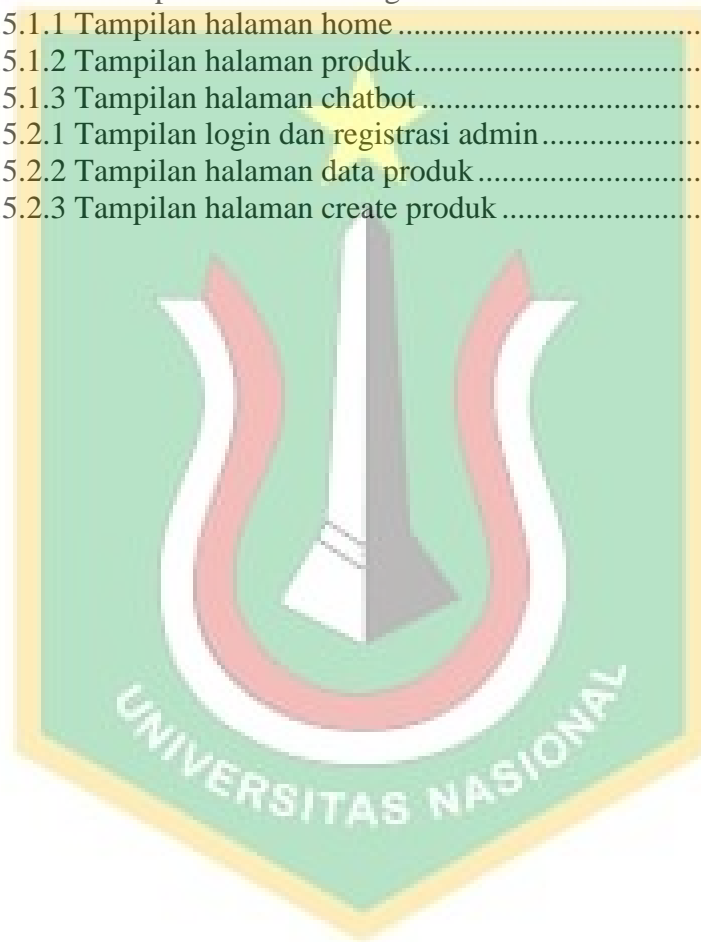 5.1.1 Tampilan halaman home..................................
5.1.2 Tampilan halaman produk................................
5.1.3 Tampilan halaman chatbot...............................
5.2.1 Tampilan login dan registrasi admin...................
5.2.2 Tampilan halaman data produk.........................
5.2.3 Tampilan halaman create produk.......................
UNIVERSITAS NASIONAL